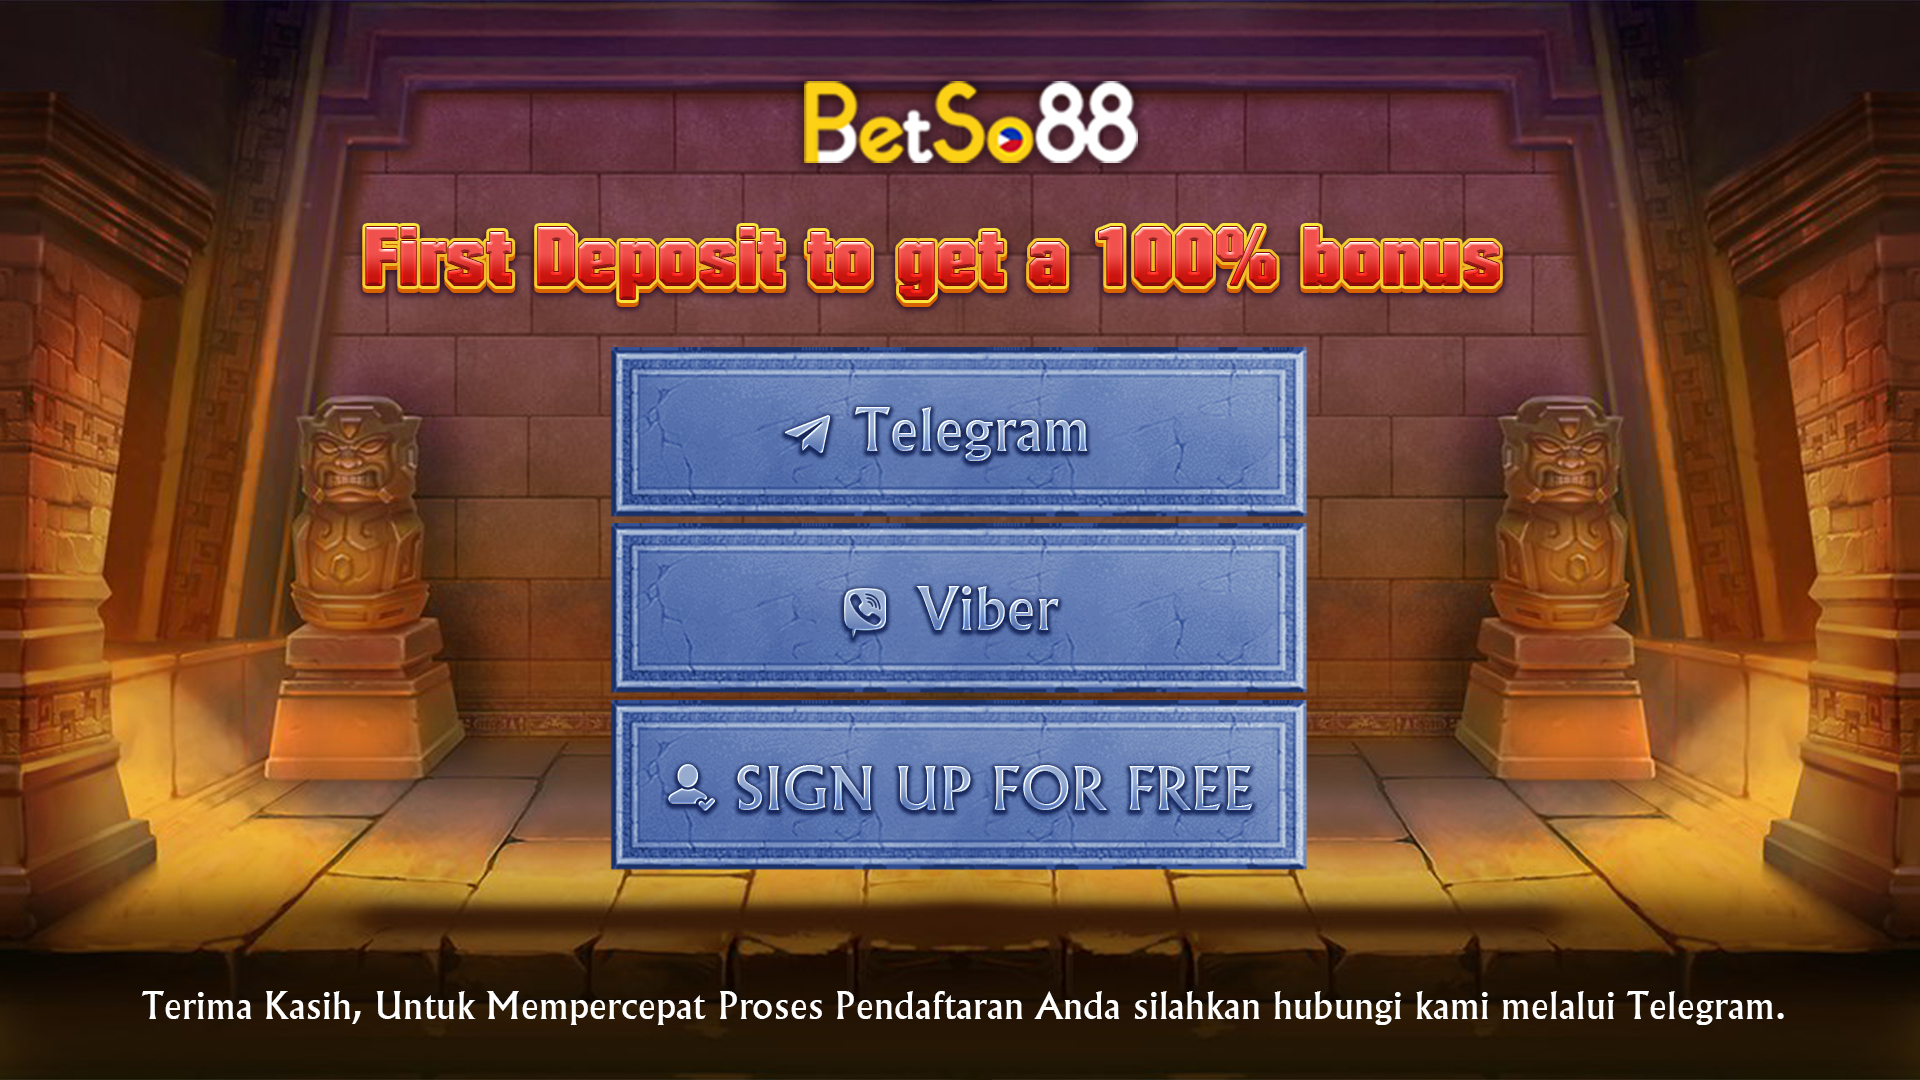 BetSo88
First Deposit to get a 100% bonus
Telegram
Viber
SIGN UP FOR FREE
Terima Kasih, Untuk Mempercepat Proses Pendaftaran Anda silahkan hubungi kami melalui Telegram.